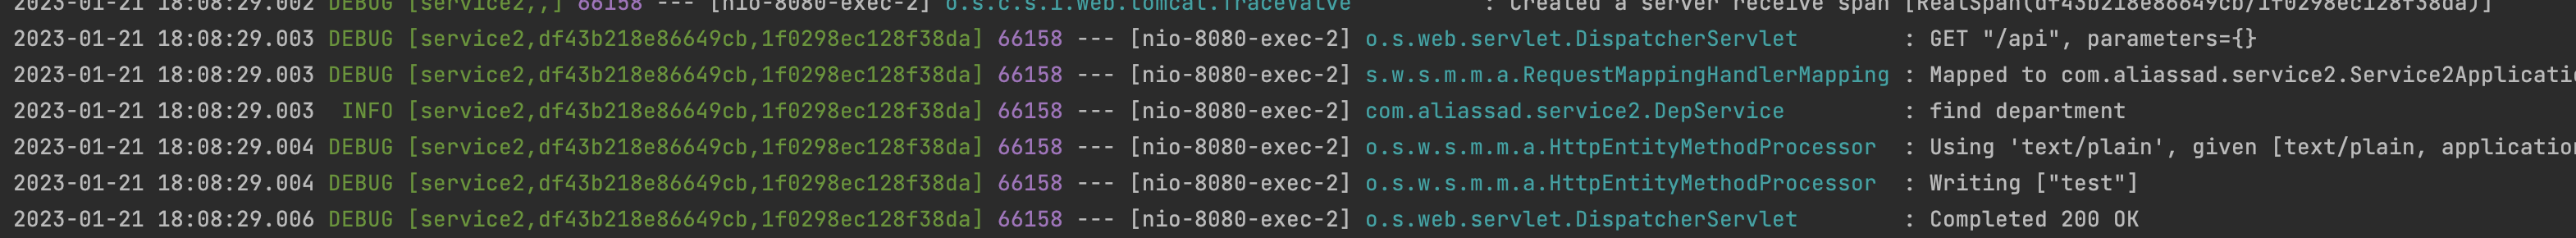 2023-01-21 18:08:29.002 DEBUG [service2,,] 66158 --- [nio-8080-exec-2] o.s.c.s.i.web.tomcat.TraceValve : Created a server receive span [RealSpan(df43b218e86649cb/1f0298ec128f38da)]
2023-01-21 18:08:29.003 DEBUG [service2,df43b218e86649cb,1f0298ec128f38da] 66158 --- [nio-8080-exec-2] o.s.web.servlet.DispatcherServlet : GET "/api", parameters={}
2023-01-21 18:08:29.003 DEBUG [service2,df43b218e86649cb,1f0298ec128f38da] 66158 --- [nio-8080-exec-2] s.w.s.m.m.a.RequestMappingHandlerMapping : Mapped to com.aliassad.service2.Service2Applicatio
2023-01-21 18:08:29.003 INFO [service2,df43b218e86649cb,1f0298ec128f38da] 66158 --- [nio-8080-exec-2] com.aliassad.service2.DepService : find department
2023-01-21 18:08:29.004 DEBUG [service2,df43b218e86649cb,1f0298ec128f38da] 66158 --- [nio-8080-exec-2] o.s.w.s.m.m.a.HttpEntityMethodProcessor : Using 'text/plain', given [text/plain, application
2023-01-21 18:08:29.004 DEBUG [service2,df43b218e86649cb,1f0298ec128f38da] 66158 --- [nio-8080-exec-2] o.s.w.s.m.m.a.HttpEntityMethodProcessor : Writing ["test"]
2023-01-21 18:08:29.006 DEBUG [service2,df43b218e86649cb,1f0298ec128f38da] 66158 --- [nio-8080-exec-2] o.s.web.servlet.DispatcherServlet : Completed 200 OK